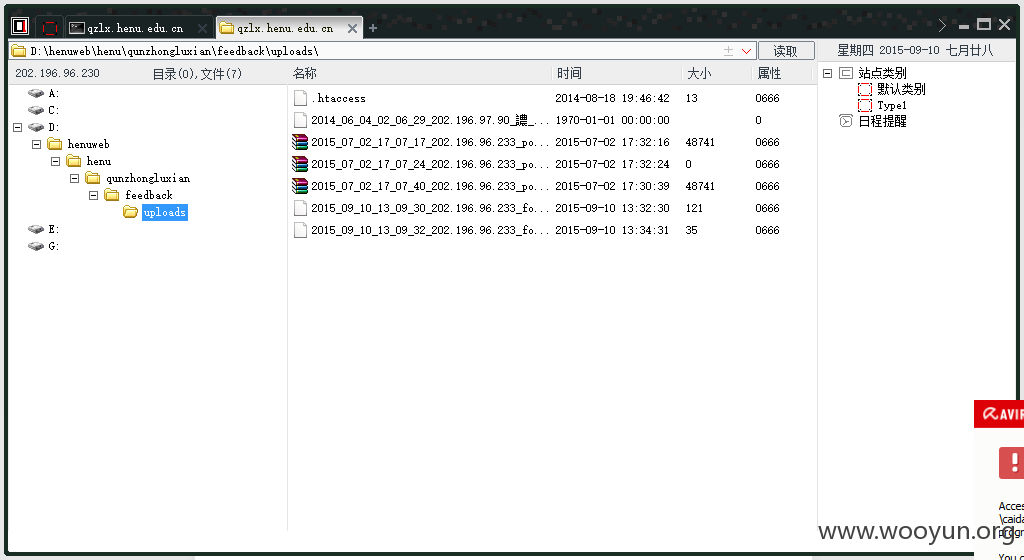 qzlx.henu.edu.cn
qzlx.henu.edu.cn
D:\henuweb\henu\qunzhongluxian\feedback\uploads\
读取
星期四 2015-09-10 七月廿八
202.196.96.230 目录(0),文件(7)
名称 时间 大小 属性
A:
C:
D:
henuweb
henu
qunzhongluxian
feedback
uploads
E:
G:
.htaccess 2014-08-18 19:46:42 13 0666
2014_06_04_02_06_29_202.196.97.90_濃_... 1970-01-01 00:00:00 0
2015_07_02_17_07_17_202.196.96.233_po... 2015-07-02 17:32:16 48741 0666
2015_07_02_17_07_24_202.196.96.233_po... 2015-07-02 17:32:24 0 0666
2015_07_02_17_07_40_202.196.96.233_po... 2015-07-02 17:30:39 48741 0666
2015_09_10_13_09_30_202.196.96.233_fo... 2015-09-10 13:32:30 121 0666
2015_09_10_13_09_32_202.196.96.233_fo... 2015-09-10 13:34:31 35 0666
站点类别
默认类别
Type1
日程提醒
AVIR
Acces
\caida
progr
You c
www.wooyun.org